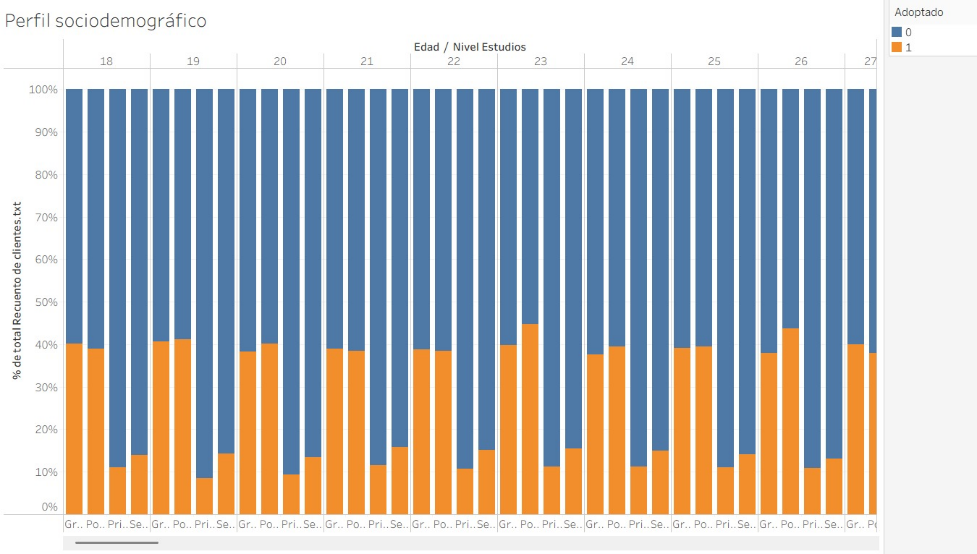 Perfil sociodemográfico
Adoptado
0
1
Edad / Nivel Estudios
18 19 20 21 22 23 24 25 26 27
100%
90%
80%
70%
60%
50%
40%
30%
20%
10%
0%
% de total Recuento de clientes.txt
Gr.. Po.. Pri.. Se.. Gr.. Po.. Pri.. Se.. Gr.. Po.. Pri.. Se.. Gr.. Po.. Pri.. Se.. Gr.. Po.. Pri.. Se.. Gr.. Po.. Pri.. Se.. Gr.. Po.. Pri.. Se.. Gr.. Po.. Pri.. Se.. Gr.. Po.. Pri.. Se.. Gr..